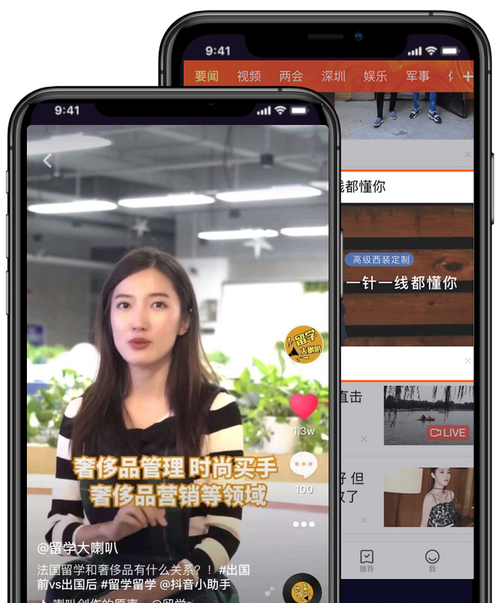 9:41
奢侈品管理 时尚买手
奢侈品营销等领域
留学
大喇叭
1.3w
100
@留学大喇叭
法国留学和奢侈品有什么关系？！#出国
前vs出国后 #留学留学 @抖音小助手
9:41
要闻 视频 两会 深圳 娱乐 军事
线都懂你
高级西装定制
一针一线都懂你
直击
LIVE
好 但
放了
推荐
我